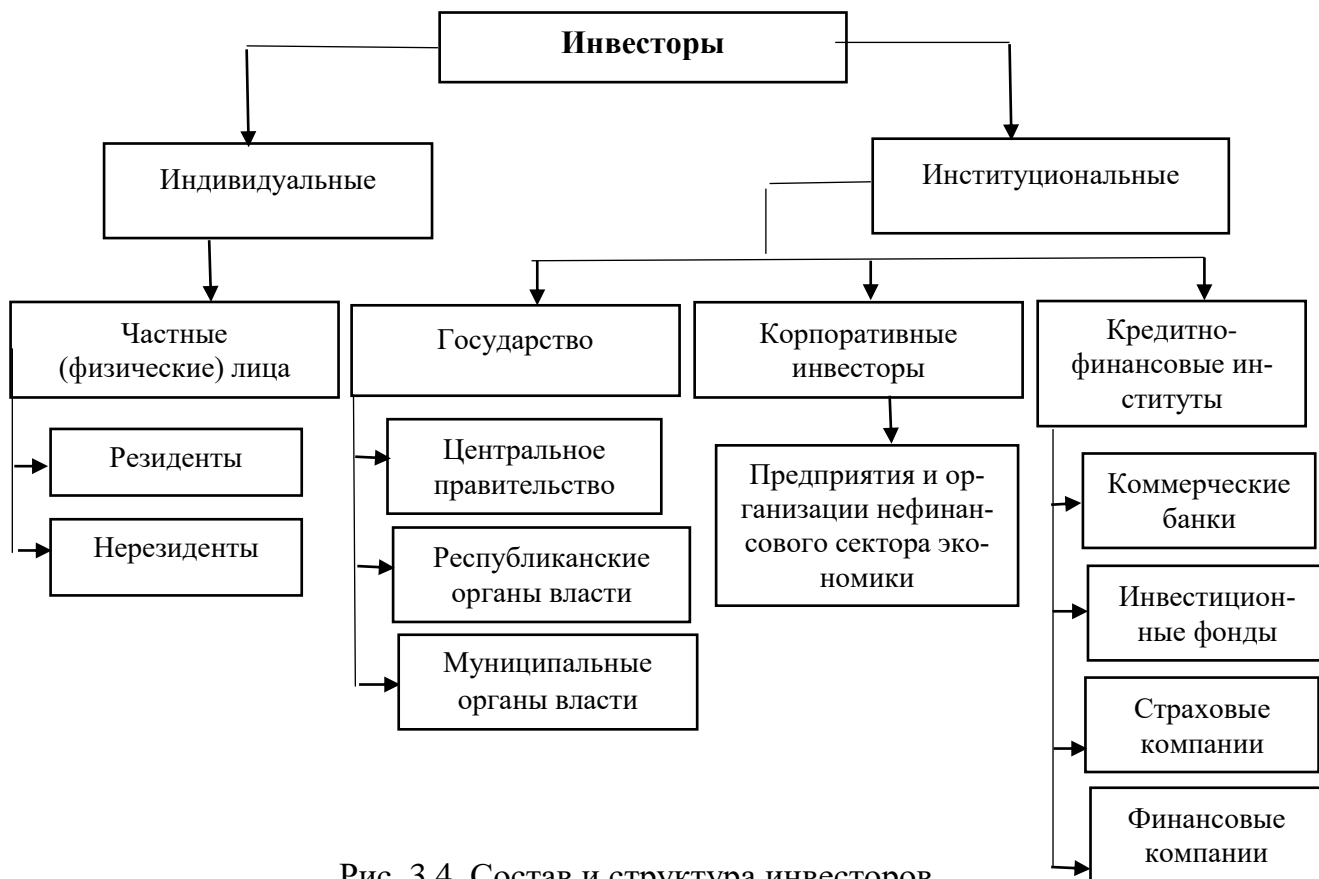 Инвесторы
Индивидуальные
Институциональные
Частные
(физические) лица
Государство
Корпоративные
инвесторы
Кредитно-
финансовые ин-
ституты
Резиденты
Нерезиденты
Центральное
правительство
Республиканские
органы власти
Муниципальные
органы власти
Предприятия и ор-
ганизации нефинан-
сового сектора эко-
номики
Коммерческие
банки
Инвестицион-
ные фонды
Страховые
компании
Финансовые
компании
Рис. 3.4. Состав и структура инвесторов